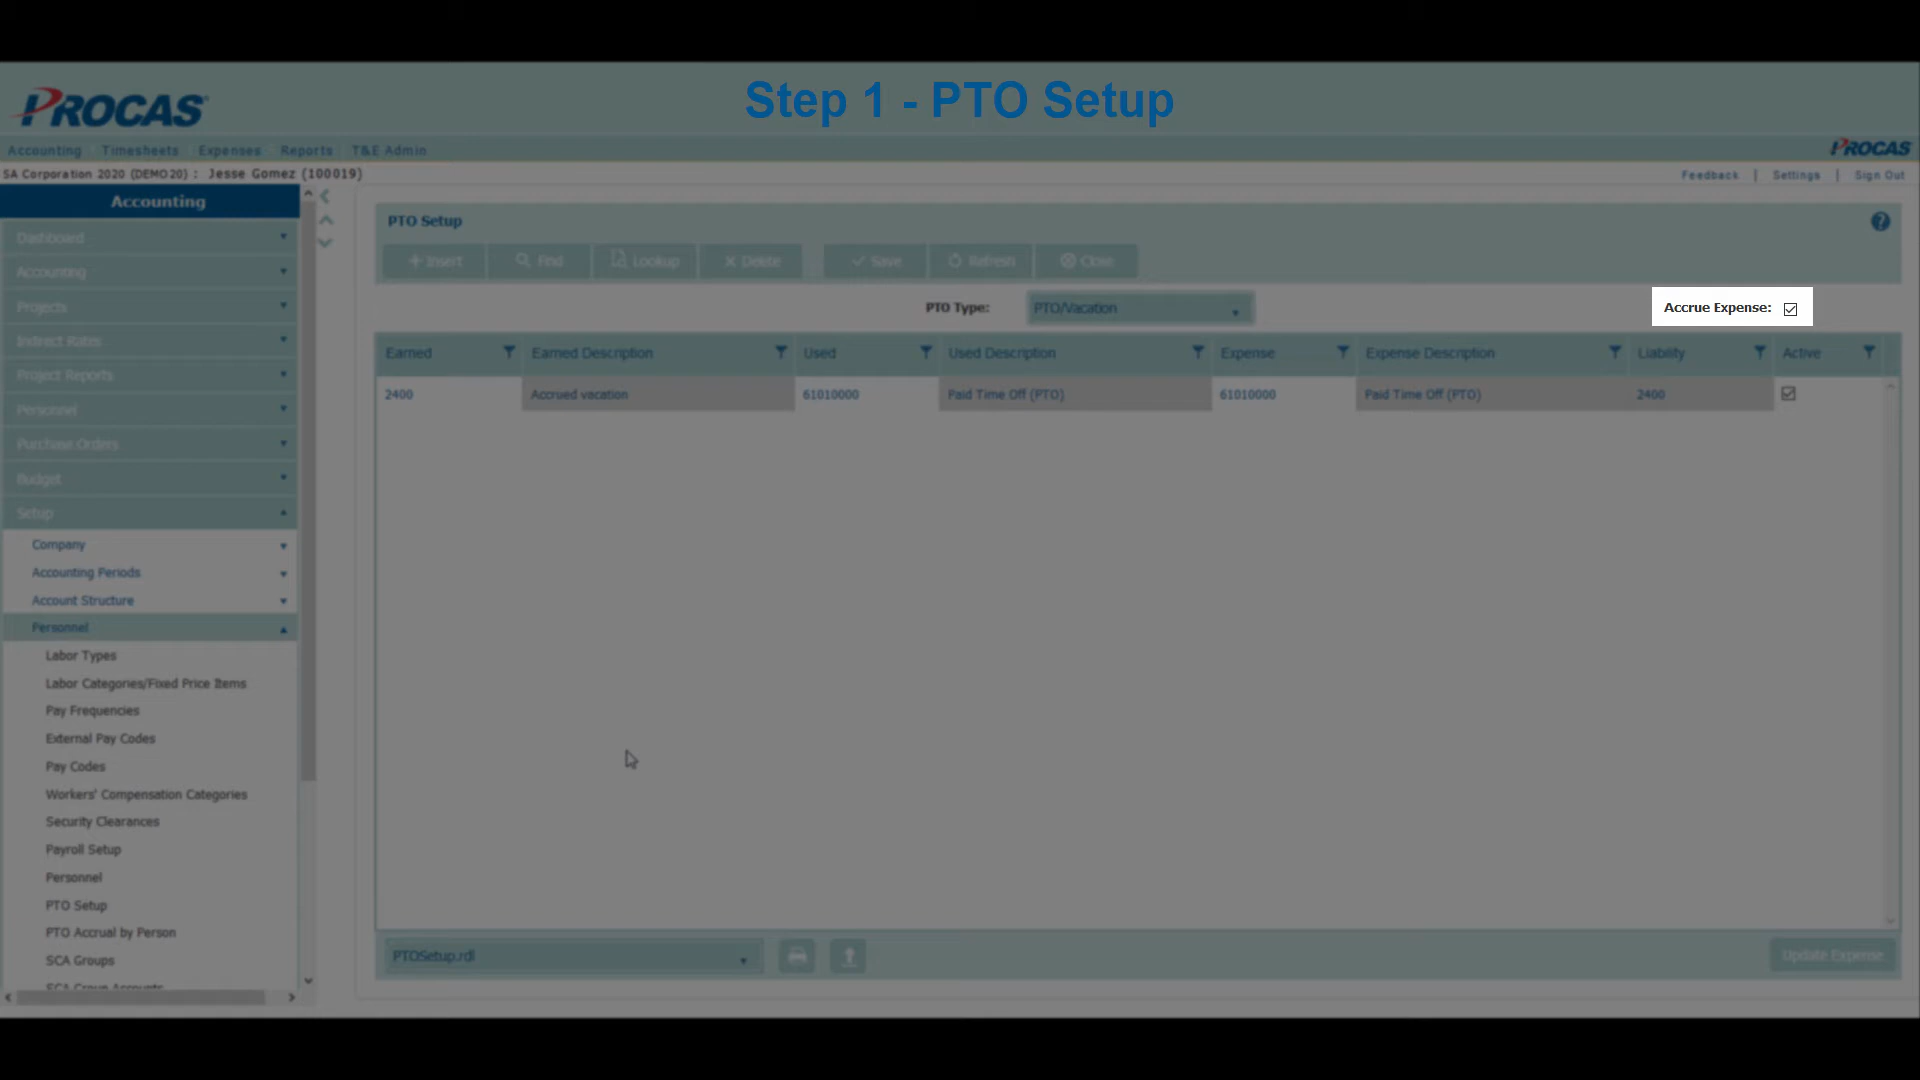 Step 1 - PTO Setup
PROCAS
Accounting Timesheets Expenses Reports T&E Admin
PROCAS
SA Corporation 2020 (DEMO20) : Jesse Gomez (100019)
Feedback | Settings | Sign Out
Accounting
Dashboard
Accounting
Projects
Indirect Rates
Project Reports
Personnel
Purchase Orders
Budget
Setup
Company
Accounting Periods
Account Structure
Personnel
Labor Types
Labor Categories/Fixed Price Items
Pay Frequencies
External Pay Codes
Pay Codes
Workers' Compensation Categories
Security Clearances
Payroll Setup
Personnel
PTO Setup
PTO Accrual by Person
SCA Groups
SCA Group Accounts
PTO Setup
Insert Find Lookup Delete Save Refresh Close
PTO Type: PTO/Vacation Accrue Expense:
Earned Earned Description Used Used Description Expense Expense Description Liability Active
2400 Accrued vacation 61010000 Paid Time Off (PTO) 61010000 Paid Time Off (PTO) 2400
PTOSetup.rdl
Update Expense